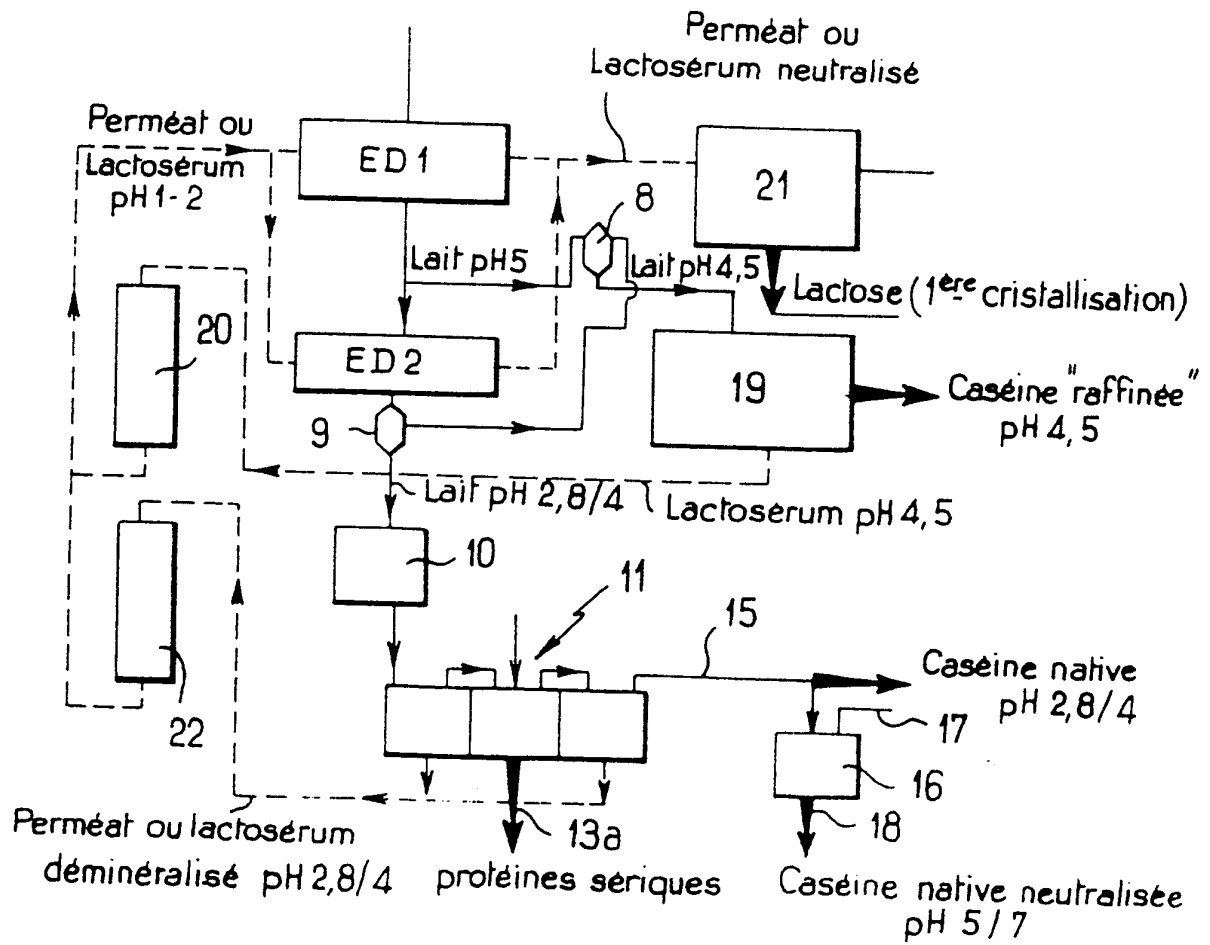 Perméat ou
Lactosérum neutralisé
Perméat ou
Lactosérum
pH 1-2
ED 1
21
8
Lait pH 5
Lait pH 4,5
Lactose (1ère cristallisation)
20
ED 2
19
Caséine "raffinée"
pH 4,5
9
Lait pH 2,8/4
Lactosérum pH 4,5
10
11
15
Caséine native
pH 2,8/4
22
17
16
13a
18
Perméat ou lactosérum
déminéralisé pH 2,8/4
protéines sériques
Caséine native neutralisée
pH 5/7